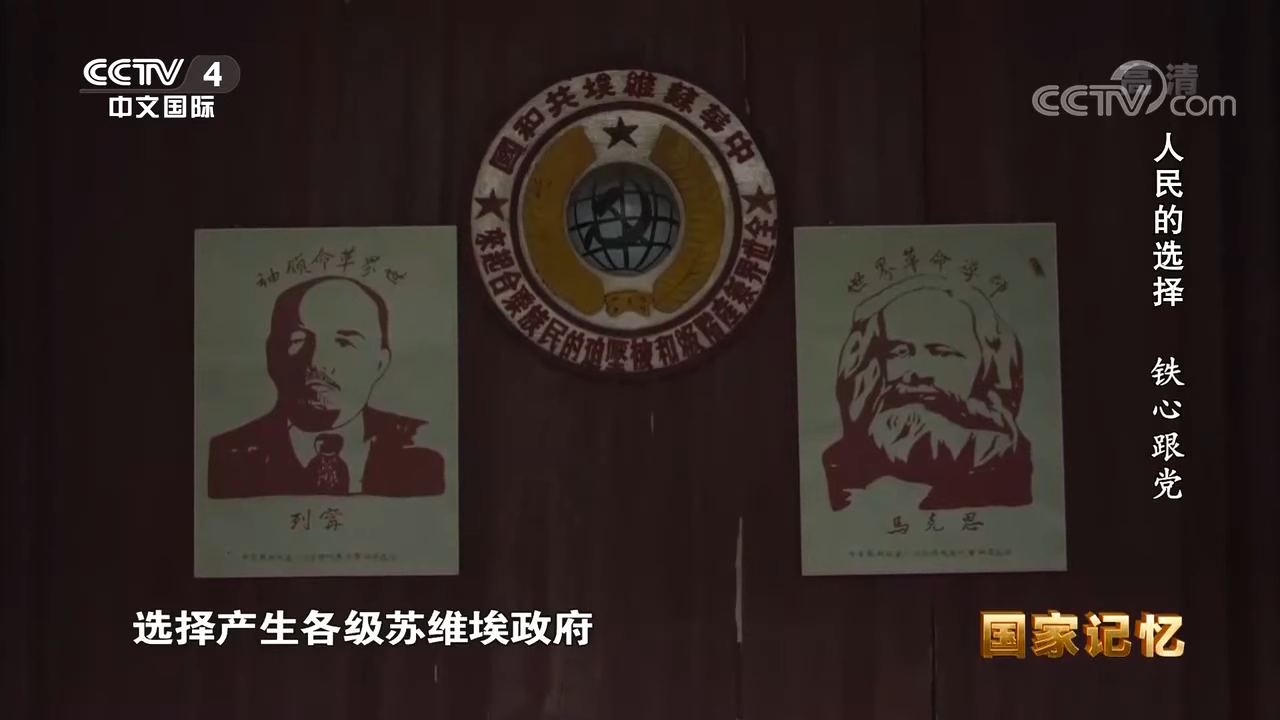 CCTV 4
中文国际
高清
CCTV.com
人民的选择 铁心跟党
中華蘇維埃共和國
全世界無產階級和被壓迫的民族聯合起來
世界革命領袖
列寧
世界革命導師
馬克思
选择产生各级苏维埃政府
国家记忆